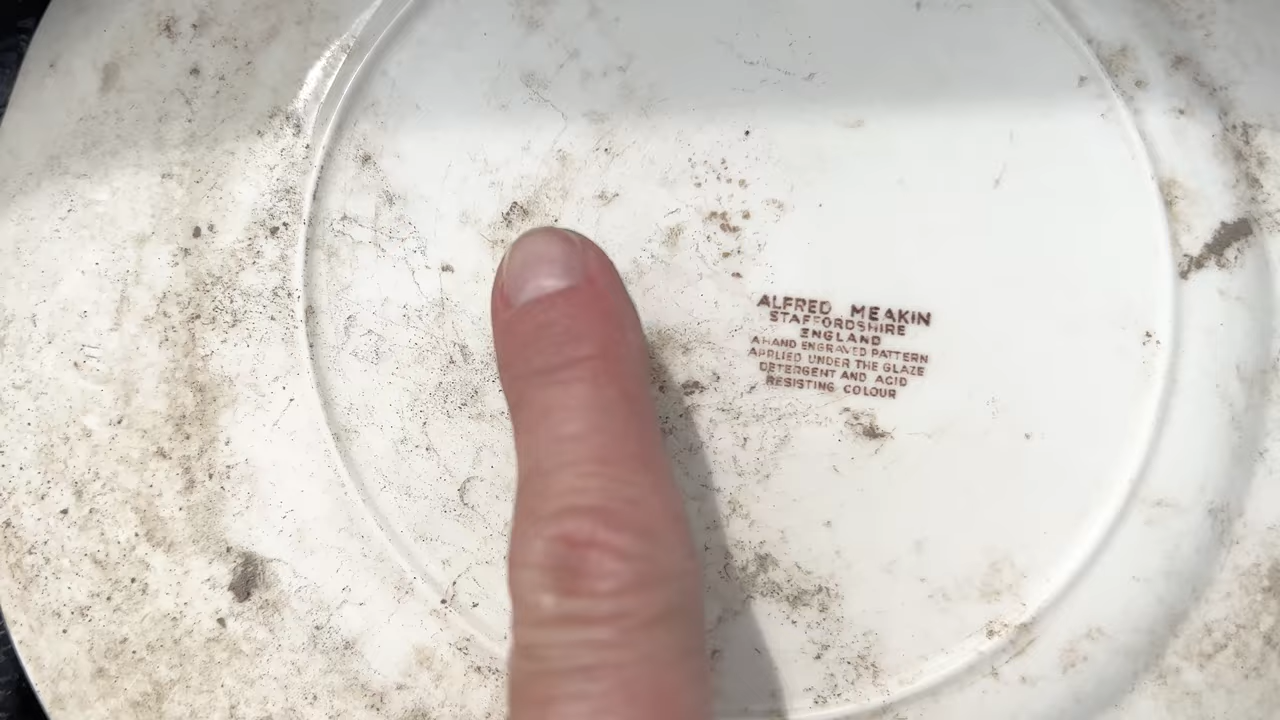 ALFRED MEAKIN
STAFFORDSHIRE
ENGLAND
A HAND ENGRAVED PATTERN
APPLIED UNDER THE GLAZE
DETERGENT AND ACID
RESISTING COLOUR